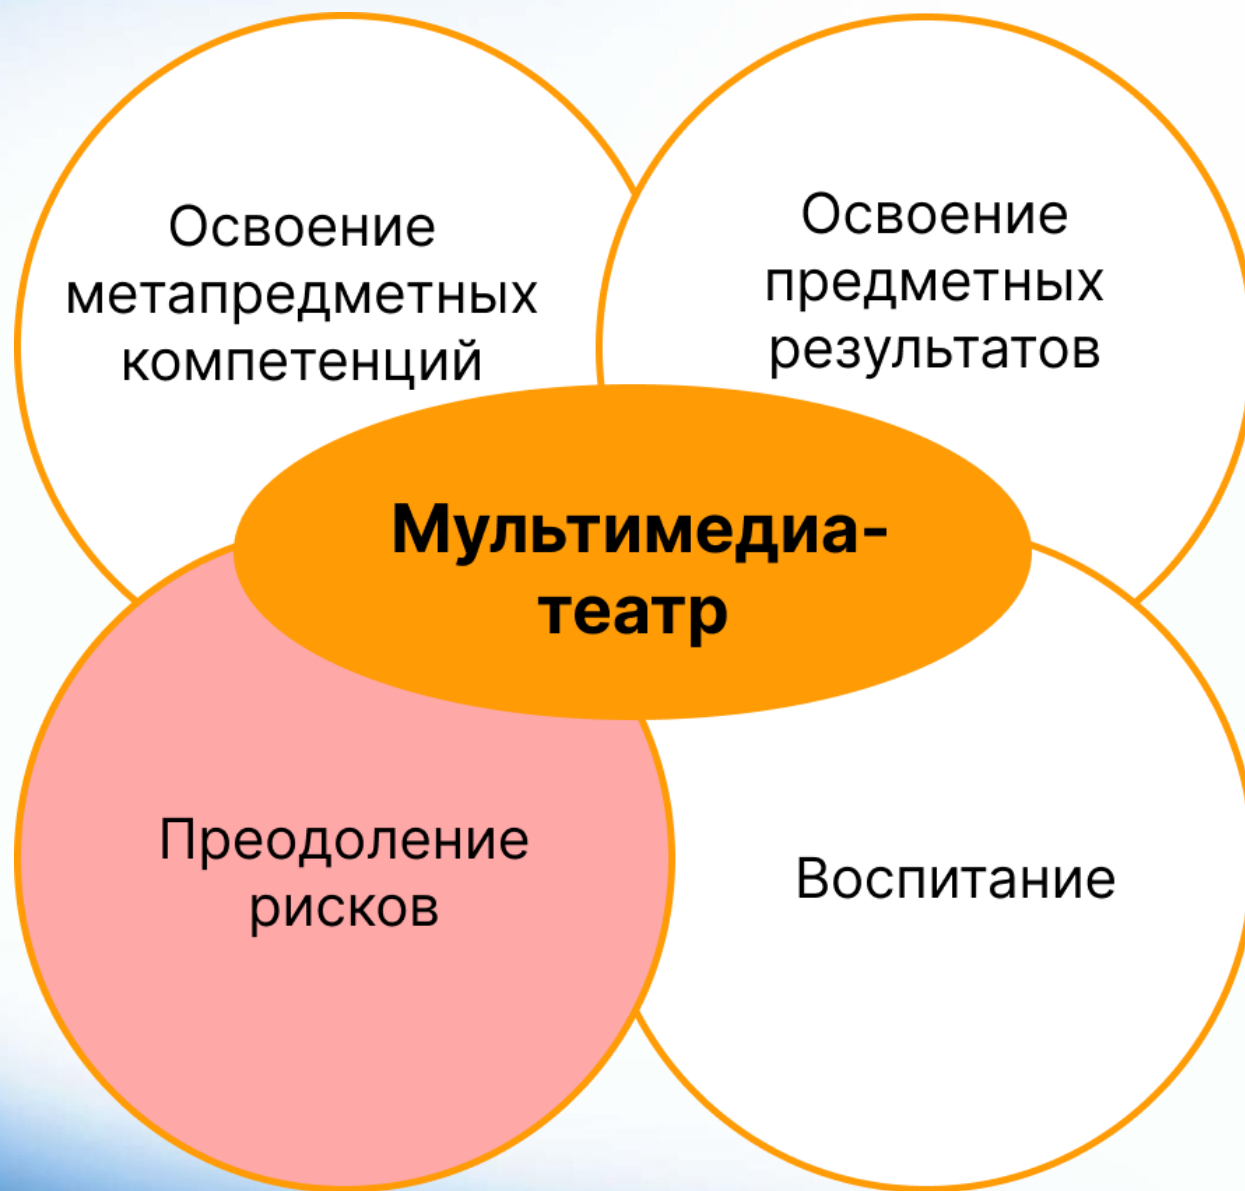 Освоение
метапредметных
компетенций
Освоение
предметных
результатов
Мультимедиа-
театр
Преодоление
рисков
Воспитание